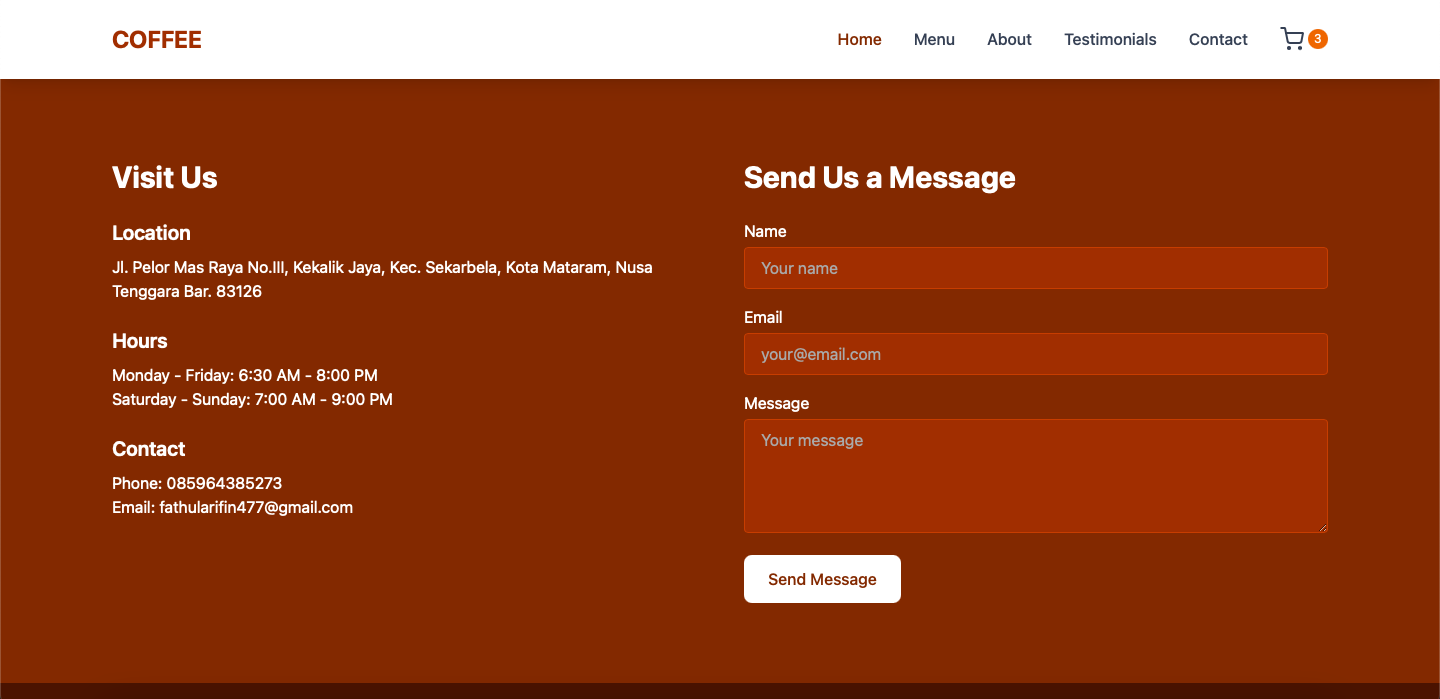 COFFEE
Home
Menu
About
Testimonials
Contact
3
Visit Us
Location
Jl. Pelor Mas Raya No.III, Kekalik Jaya, Kec. Sekarbela, Kota Mataram, Nusa
Tenggara Bar. 83126
Hours
Monday - Friday: 6:30 AM - 8:00 PM
Saturday - Sunday: 7:00 AM - 9:00 PM
Contact
Phone: 085964385273
Email: fathularifin477@gmail.com
Send Us a Message
Name
Your name
Email
your@email.com
Message
Your message
Send Message